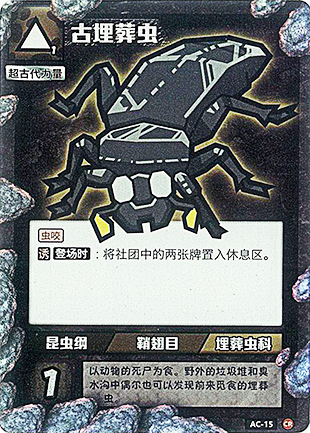 古埋葬虫
1
超古代力量
虫咬
诱 登场时：将社团中的两张牌置入休息区。
昆虫纲 鞘翅目 埋葬虫科
1
以动物的死尸为食。野外的垃圾堆和臭
水沟中偶尔也可以发现前来觅食的埋葬
虫。
AC-15 CR